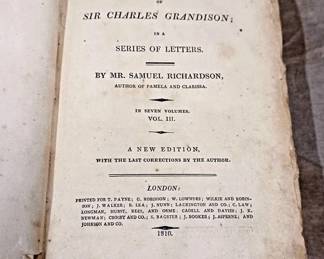 OF
SIR CHARLES GRANDISON;
IN A
SERIES OF LETTERS.
BY MR. SAMUEL RICHARDSON,
AUTHOR OF PAMELA AND CLARISSA.
IN SEVEN VOLUMES.
VOL. III.
A NEW EDITION,
WITH THE LAST CORRECTIONS BY THE AUTHOR.
LONDON:
PRINTED FOR T. PAYNE; G. ROBINSON; W. LOWNDES; WILKIE AND ROBIN-
SON; J. WALKER; R. LEA; J. NUNN; LACKINGTON AND CO.; C. LAW;
LONGMAN, HURST, REES, AND ORME; CADELL AND DAVIES; J. K.
NEWMAN; CROSBY AND CO.; S. BAGSTER; J. BOOKER; J. ASPERNE; AND
JOHNSON AND CO.
1810.